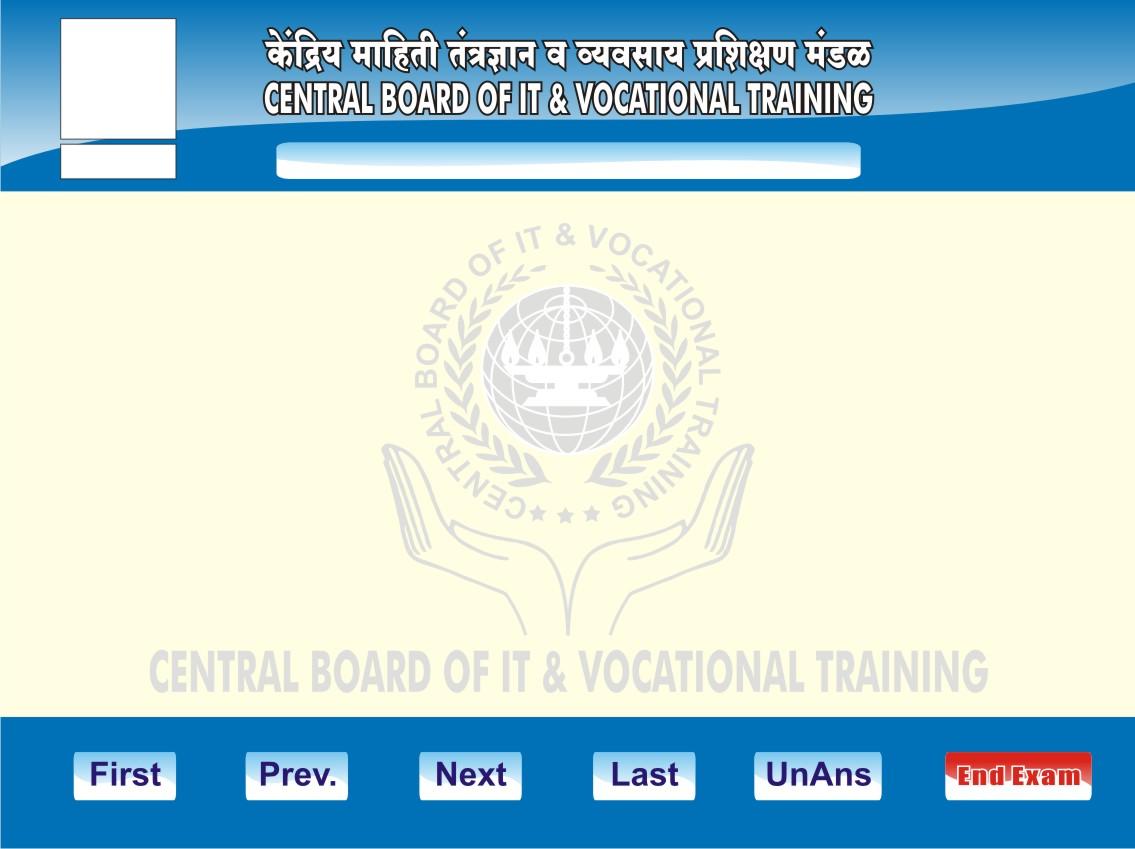 केंद्रिय माहिती तंत्रज्ञान व व्यवसाय प्रशिक्षण मंडळ
CENTRAL BOARD OF IT & VOCATIONAL TRAINING
CENTRAL BOARD OF IT & VOCATIONAL TRAINING
CENTRAL BOARD OF IT & VOCATIONAL TRAINING
First Prev. Next Last UnAns End Exam